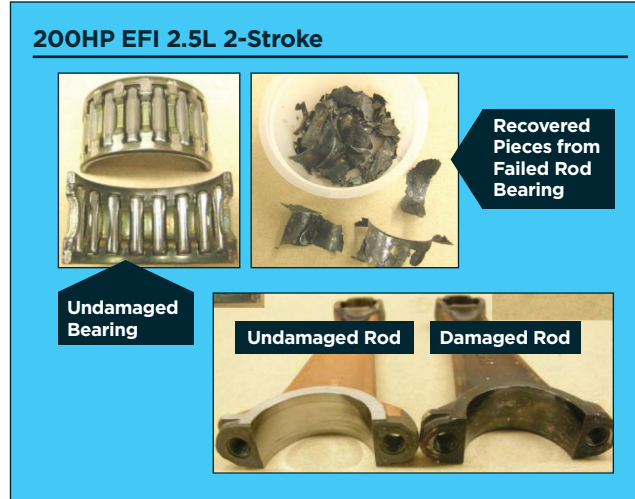 200HP EFI 2.5L 2-Stroke
Recovered
Pieces from
Failed Rod
Bearing
Undamaged
Bearing
Undamaged Rod
Damaged Rod